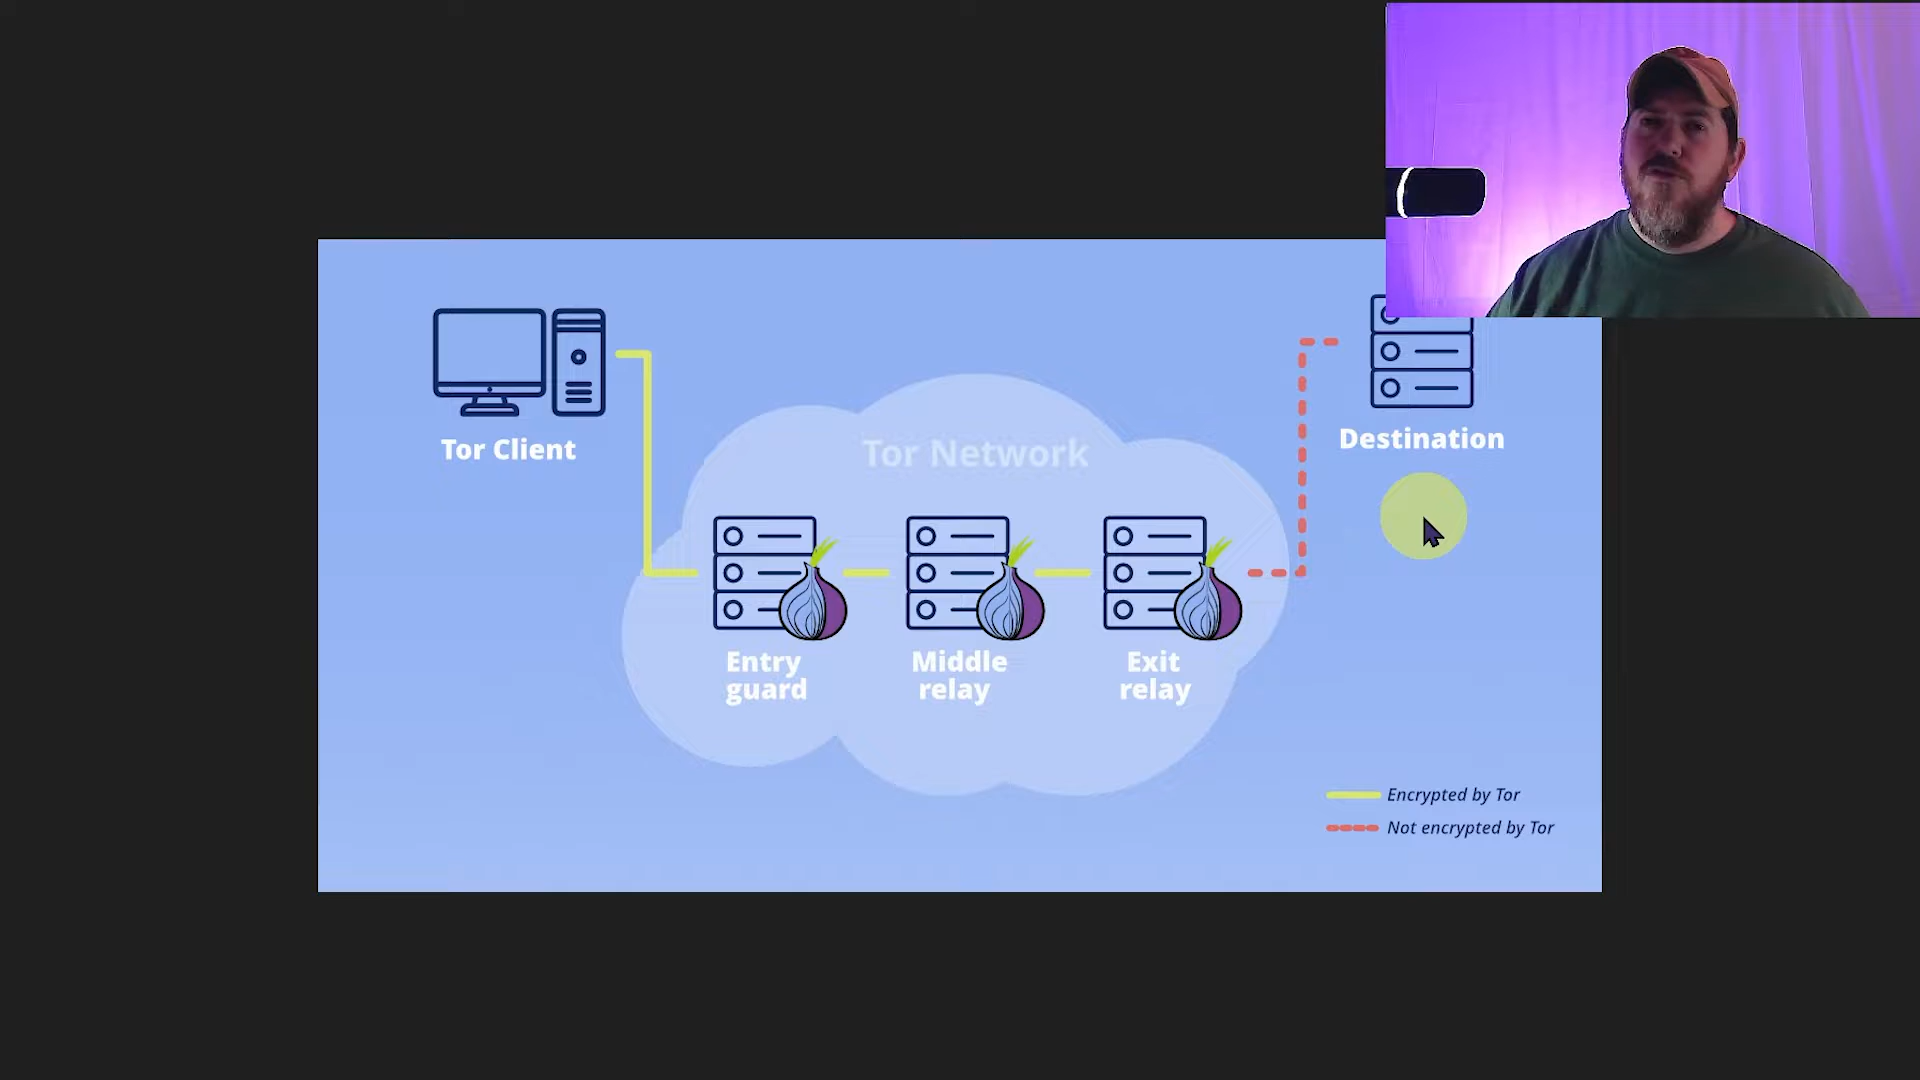 Tor Client
Destination
Tor Network
Entry
guard
Middle
relay
Exit
relay
Encrypted by Tor
Not encrypted by Tor